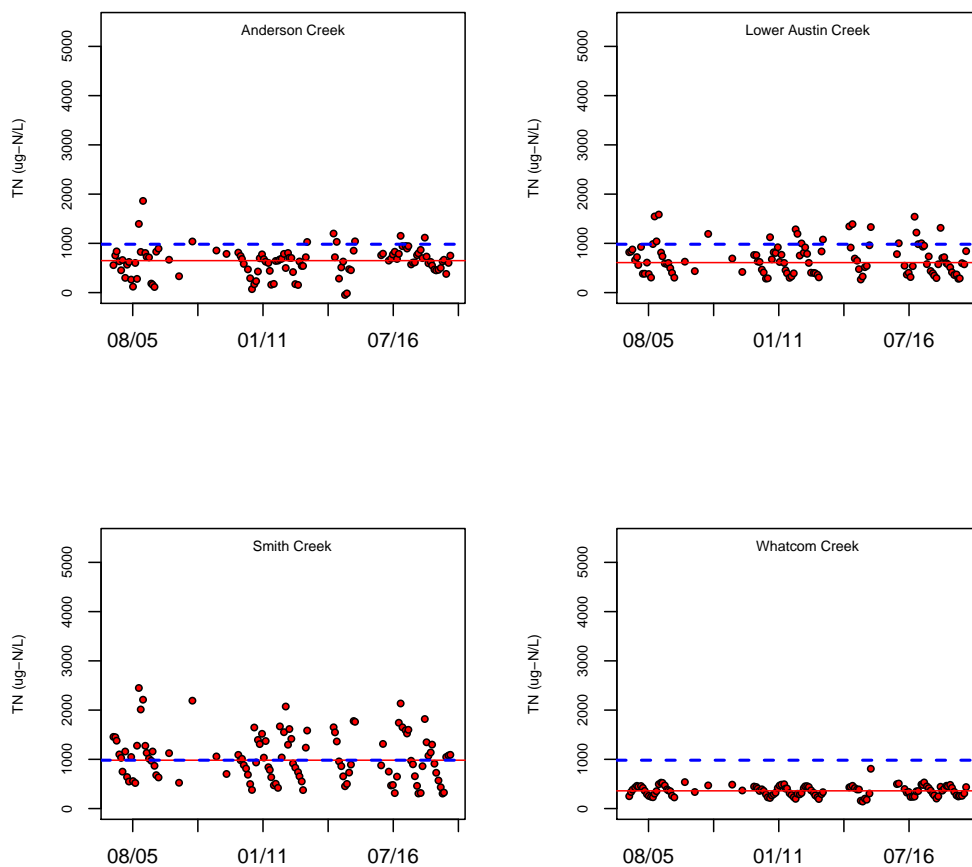 Anderson Creek
TN (ug−N/L)
5000
4000
3000
2000
1000
0
08/05 01/11 07/16
Lower Austin Creek
TN (ug−N/L)
5000
4000
3000
2000
1000
0
08/05 01/11 07/16
Smith Creek
TN (ug−N/L)
5000
4000
3000
2000
1000
0
08/05 01/11 07/16
Whatcom Creek
TN (ug−N/L)
5000
4000
3000
2000
1000
0
08/05 01/11 07/16